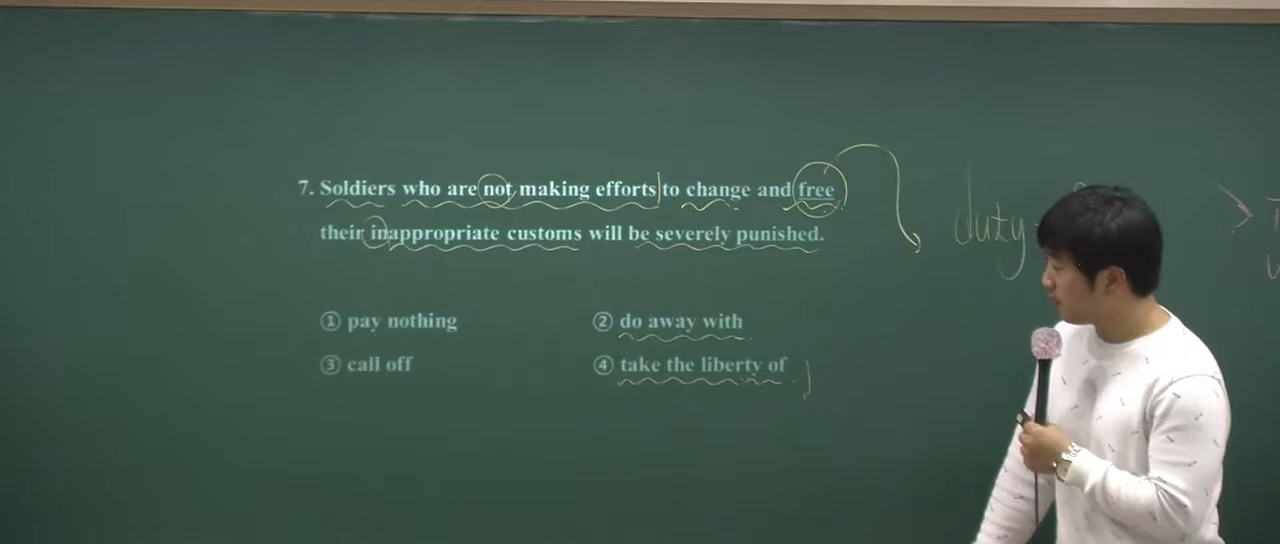 7. Soldiers who are not making efforts to change and free
their inappropriate customs will be severely punished.
① pay nothing
② do away with
③ call off
④ take the liberty of
duty